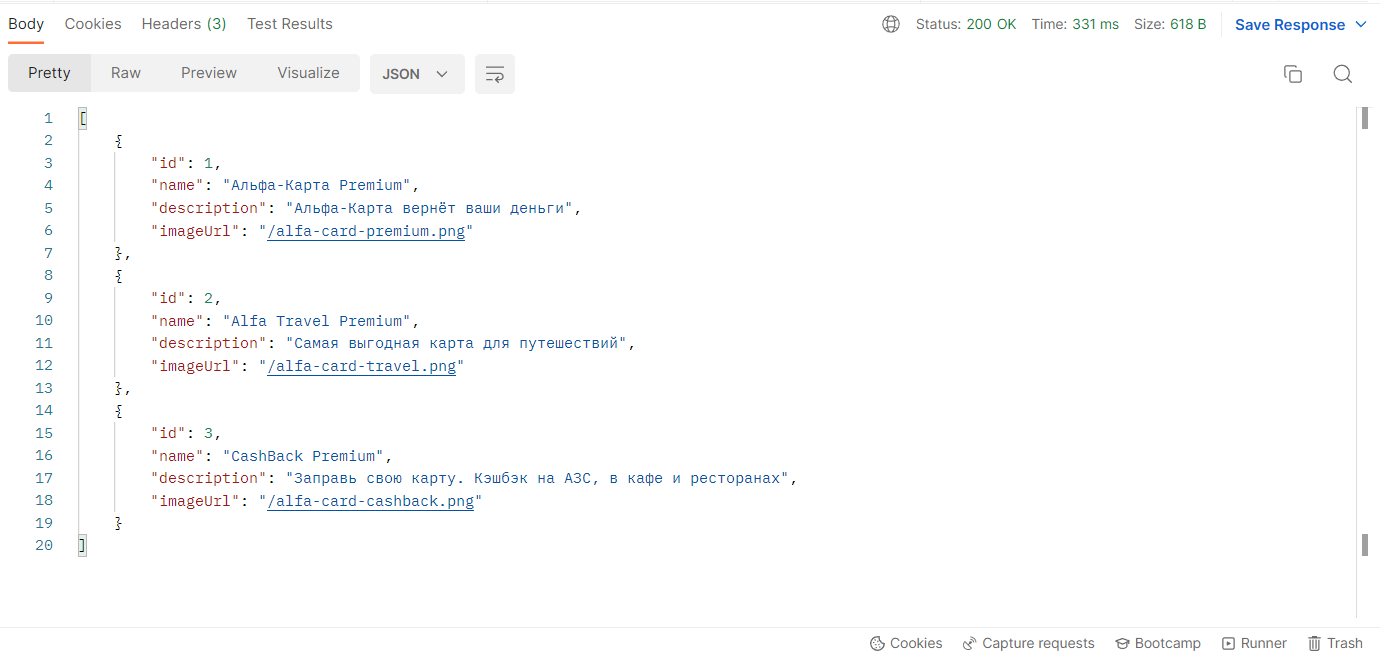 Body Cookies Headers (3) Test Results Status: 200 OK Time: 331 ms Size: 618 B Save Response
Pretty Raw Preview Visualize JSON
1 [
2 {
3 "id": 1,
4 "name": "Альфа-Карта Premium",
5 "description": "Альфа-Карта вернёт ваши деньги",
6 "imageUrl": "/alfa-card-premium.png"
7 },
8 {
9 "id": 2,
10 "name": "Alfa Travel Premium",
11 "description": "Самая выгодная карта для путешествий",
12 "imageUrl": "/alfa-card-travel.png"
13 },
14 {
15 "id": 3,
16 "name": "CashBack Premium",
17 "description": "Заправь свою карту. Кэшбэк на АЗС, в кафе и ресторанах",
18 "imageUrl": "/alfa-card-cashback.png"
19 }
20 ]
Cookies Capture requests Bootcamp Runner Trash